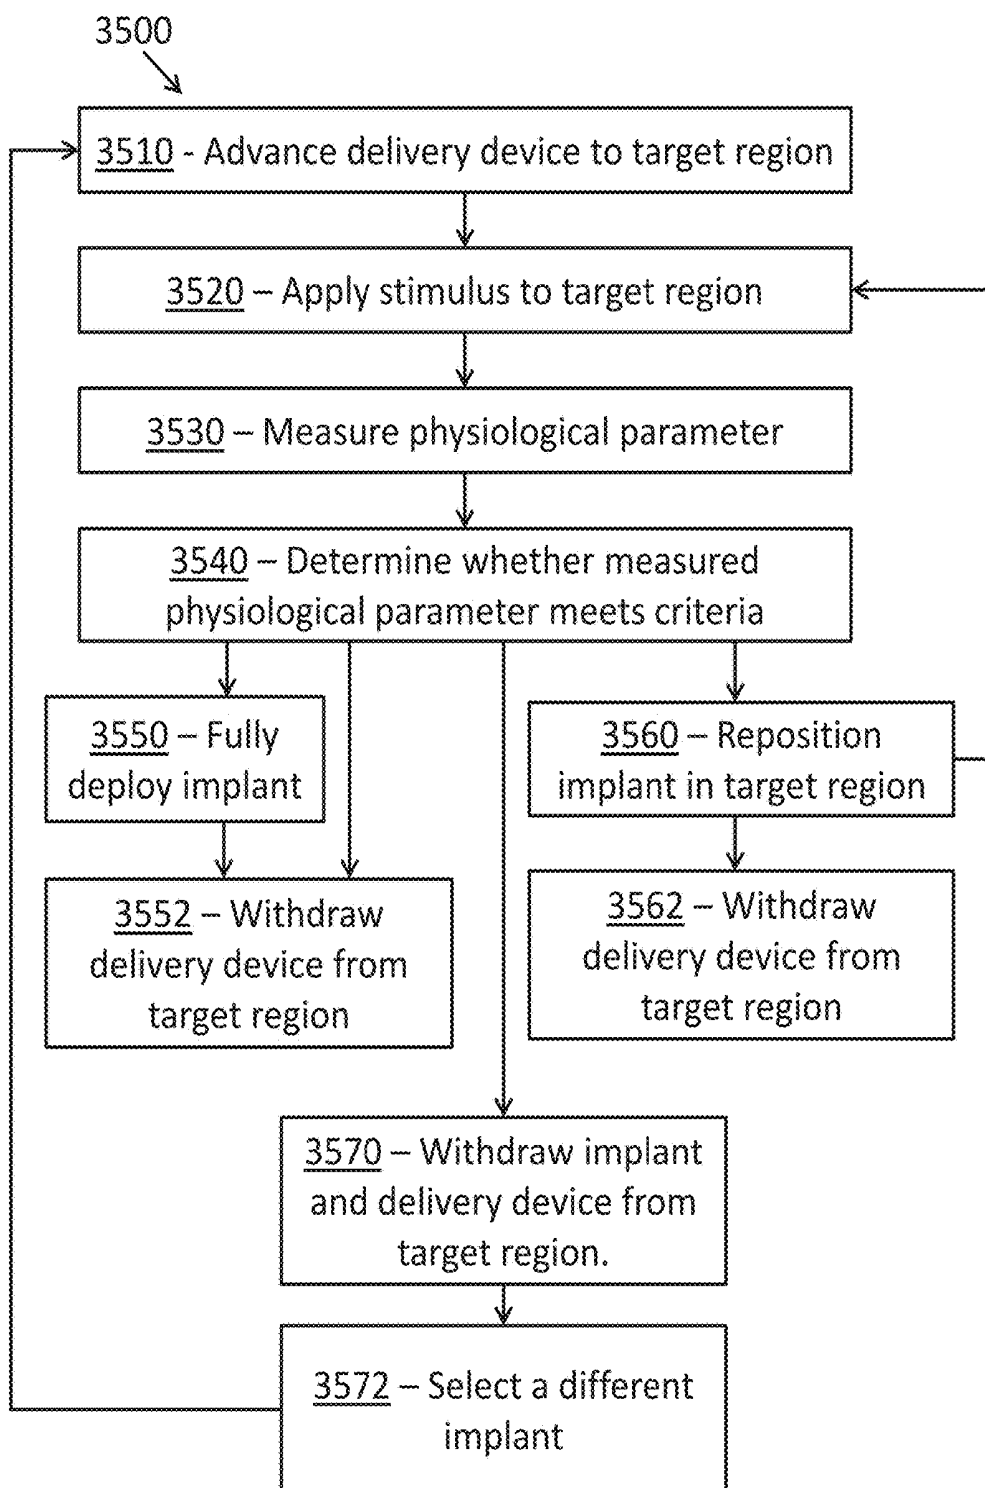 3500
3510 - Advance delivery device to target region
3520 – Apply stimulus to target region
3530 – Measure physiological parameter
3540 – Determine whether measured
physiological parameter meets criteria
3550 – Fully
deploy implant
3560 – Reposition
implant in target region
3552 – Withdraw
delivery device from
target region
3562 – Withdraw
delivery device from
target region
3570 – Withdraw implant
and delivery device from
target region.
3572 – Select a different
implant